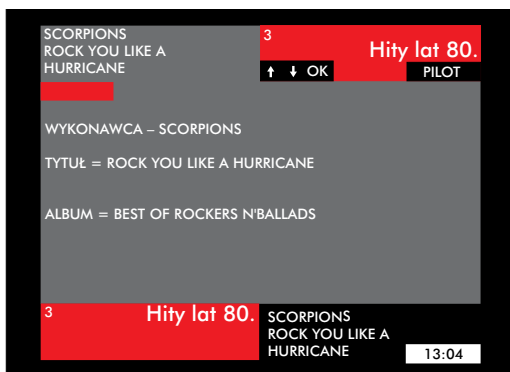 SCORPIONS
ROCK YOU LIKE A
HURRICANE
3
Hity lat 80.
↑ ↓ OK
PILOT
WYKONAWCA – SCORPIONS
TYTUŁ = ROCK YOU LIKE A HURRICANE
ALBUM = BEST OF ROCKERS N'BALLADS
3
Hity lat 80.
SCORPIONS
ROCK YOU LIKE A
HURRICANE
13:04